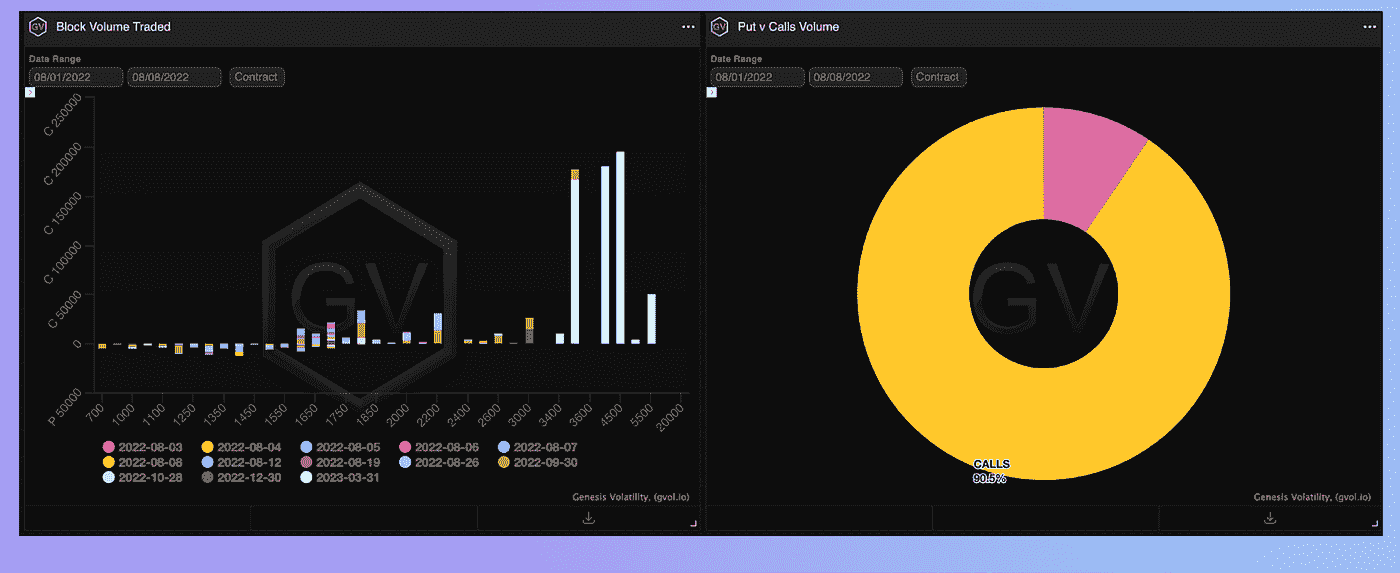 GV Block Volume Traded
Date Range
08/01/2022 08/08/2022 Contract
C 250000
C 200000
C 150000
C 100000
C 50000
0
P 50000
GV
700 1000 1100 1250 1350 1450 1550 1650 1750 1850 2000 2200 2400 2600 3000 3400 3600 4500 5500 20000
2022-08-03 2022-08-04 2022-08-05 2022-08-06 2022-08-07
2022-08-08 2022-08-12 2022-08-19 2022-08-26 2022-09-30
2022-10-28 2022-12-30 2023-03-31
Genesis Volatility, (gvol.io)
GV Put v Calls Volume
Date Range
08/01/2022 08/08/2022 Contract
GV
CALLS
90.5%
Genesis Volatility, (gvol.io)